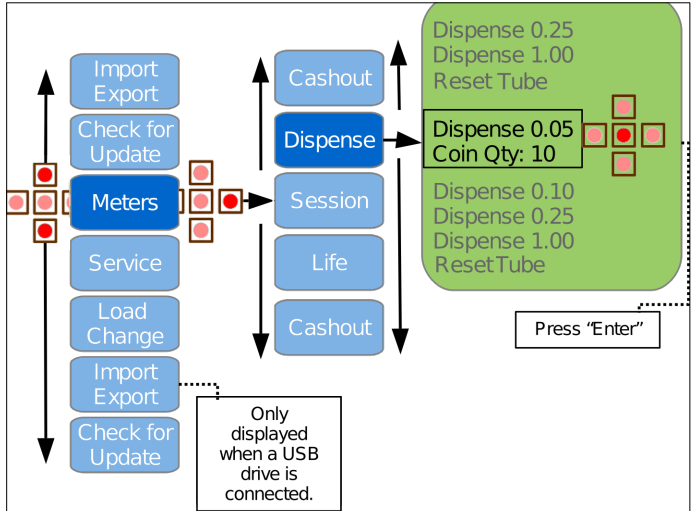 Import
Export
Check for
Update
Meters
Service
Load
Change
Import
Export
Check for
Update
Only
displayed
when a USB
drive is
connected.
Cashout
Dispense
Session
Life
Cashout
Dispense 0.25
Dispense 1.00
Reset Tube
Dispense 0.05
Coin Qty: 10
Dispense 0.10
Dispense 0.25
Dispense 1.00
Reset Tube
Press “Enter”